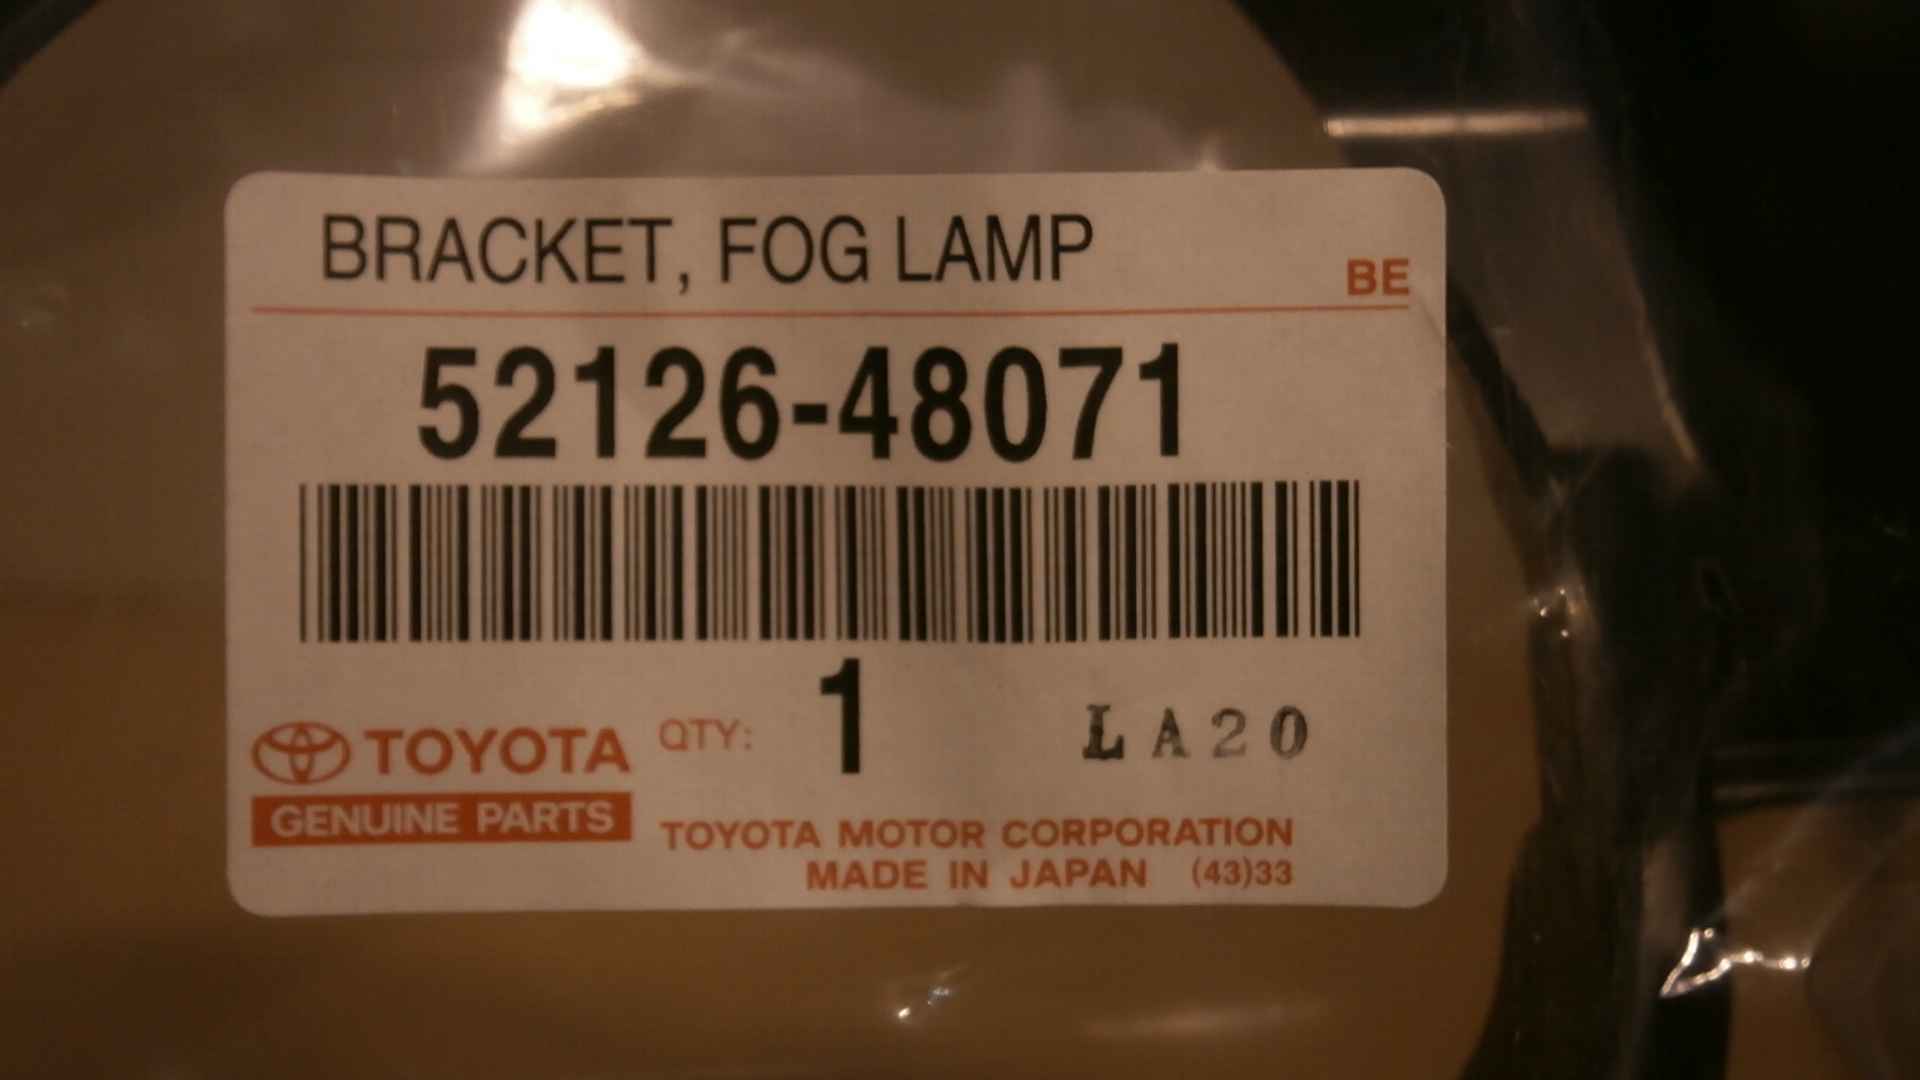 BRACKET, FOG LAMP
BE
52126-48071
1
LA20
TOYOTA
QTY:
GENUINE PARTS
TOYOTA MOTOR CORPORATION
MADE IN JAPAN (43)33